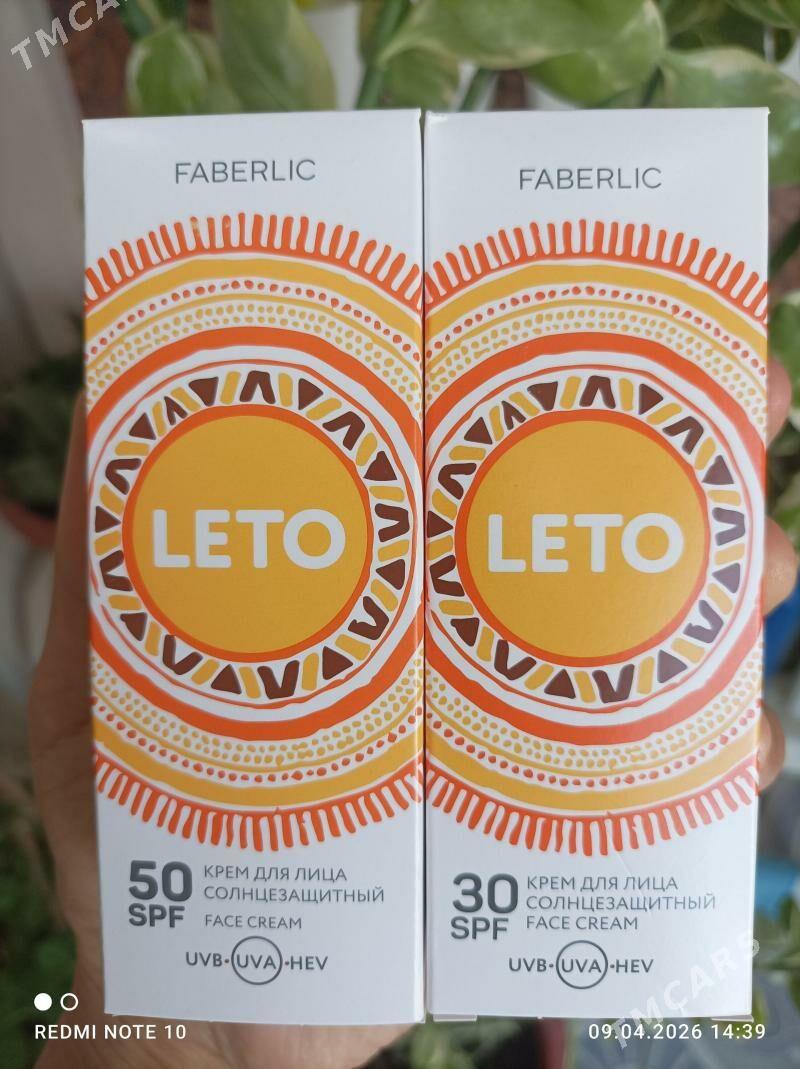 TMCARS
FABERLIC
LETO
50
SPF
КРЕМ ДЛЯ ЛИЦА
СОЛНЦЕЗАЩИТНЫЙ
FACE CREAM
UVB·UVA·HEV
FABERLIC
LETO
30
SPF
КРЕМ ДЛЯ ЛИЦА
СОЛНЦЕЗАЩИТНЫЙ
FACE CREAM
UVB·UVA·HEV
TMCARS
REDMI NOTE 10
09.04.2026 14:39